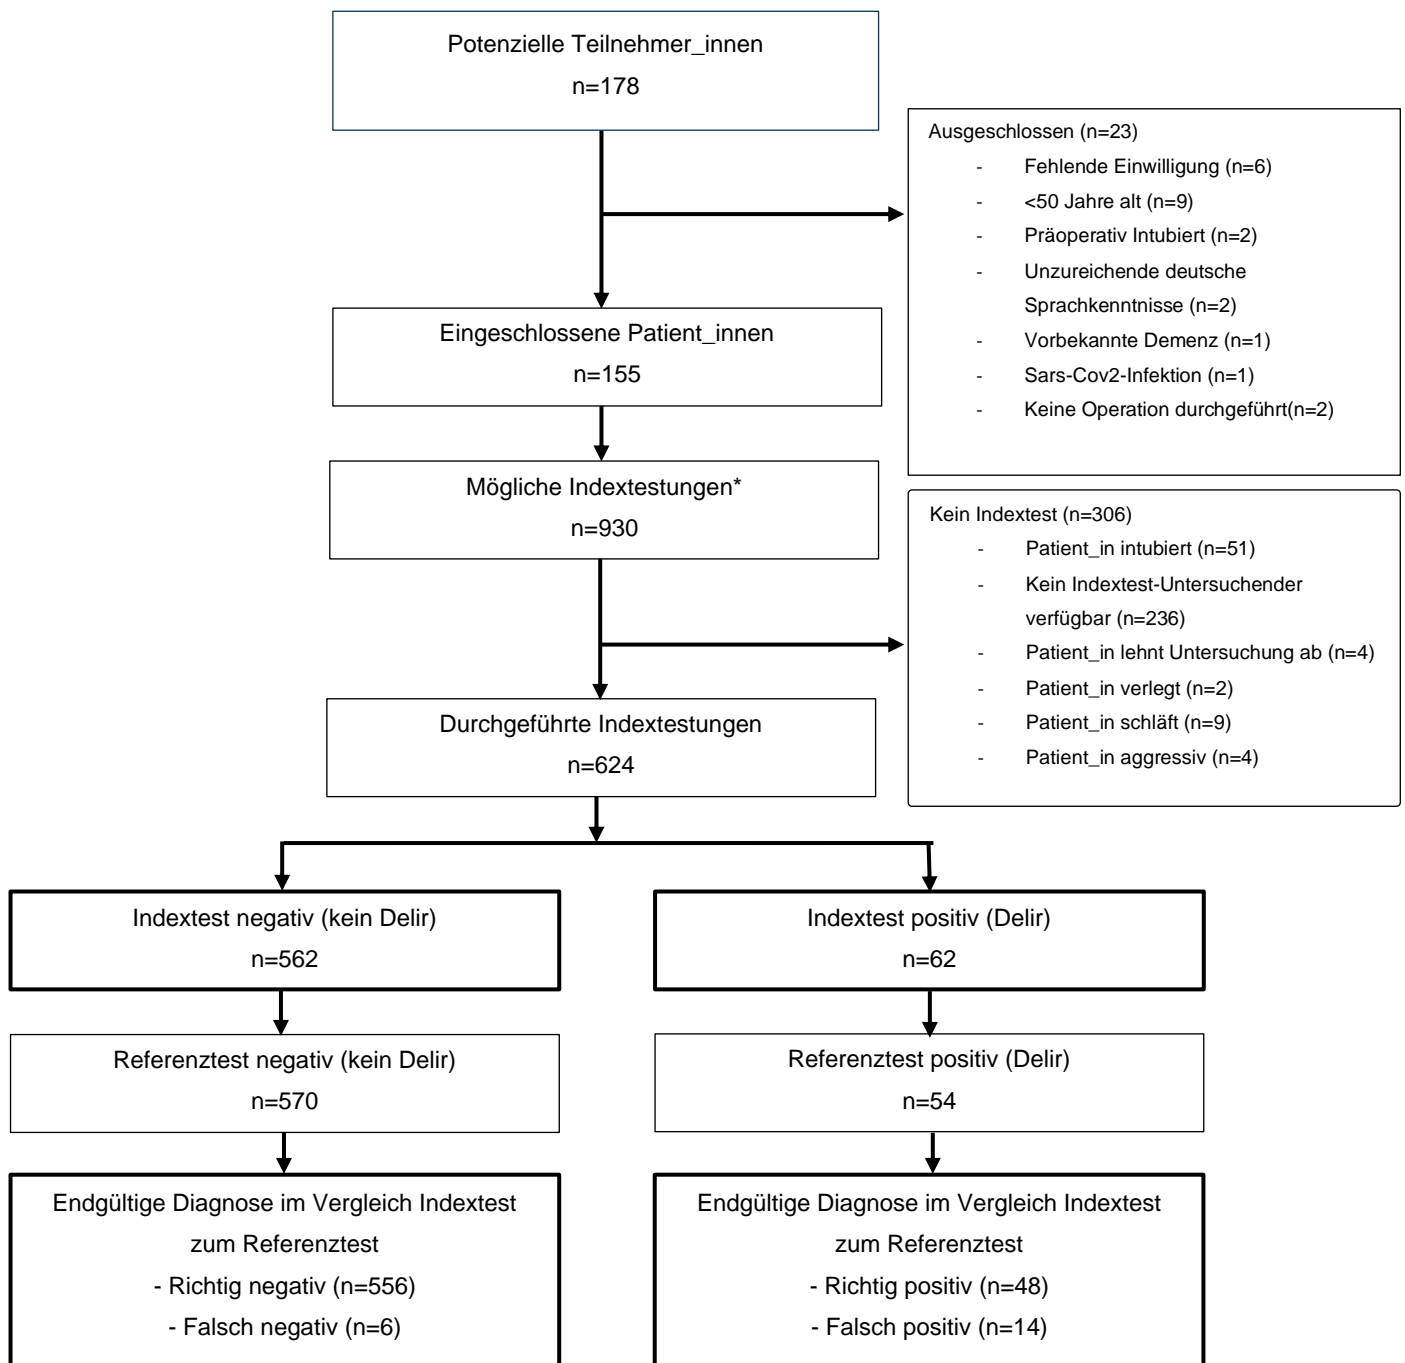 Potenzielle Teilnehmer_innen
n=178
Ausgeschlossen (n=23)
- Fehlende Einwilligung (n=6)
- <50 Jahre alt (n=9)
- Präoperativ Intubiert (n=2)
- Unzureichende deutsche
Sprachkenntnisse (n=2)
- Vorbekannte Demenz (n=1)
- Sars-Cov2-Infektion (n=1)
- Keine Operation durchgeführt(n=2)
Eingeschlossene Patient_innen
n=155
Mögliche Indextestungen*
n=930
Kein Indextest (n=306)
- Patient_in intubiert (n=51)
- Kein Indextest-Untersuchender
verfügbar (n=236)
- Patient_in lehnt Untersuchung ab (n=4)
- Patient_in verlegt (n=2)
- Patient_in schläft (n=9)
- Patient_in aggressiv (n=4)
Durchgeführte Indextestungen
n=624
Indextest negativ (kein Delir)
n=562
Indextest positiv (Delir)
n=62
Referenztest negativ (kein Delir)
n=570
Referenztest positiv (Delir)
n=54
Endgültige Diagnose im Vergleich Indextest
zum Referenztest
- Richtig negativ (n=556)
- Falsch negativ (n=6)
Endgültige Diagnose im Vergleich Indextest
zum Referenztest
- Richtig positiv (n=48)
- Falsch positiv (n=14)